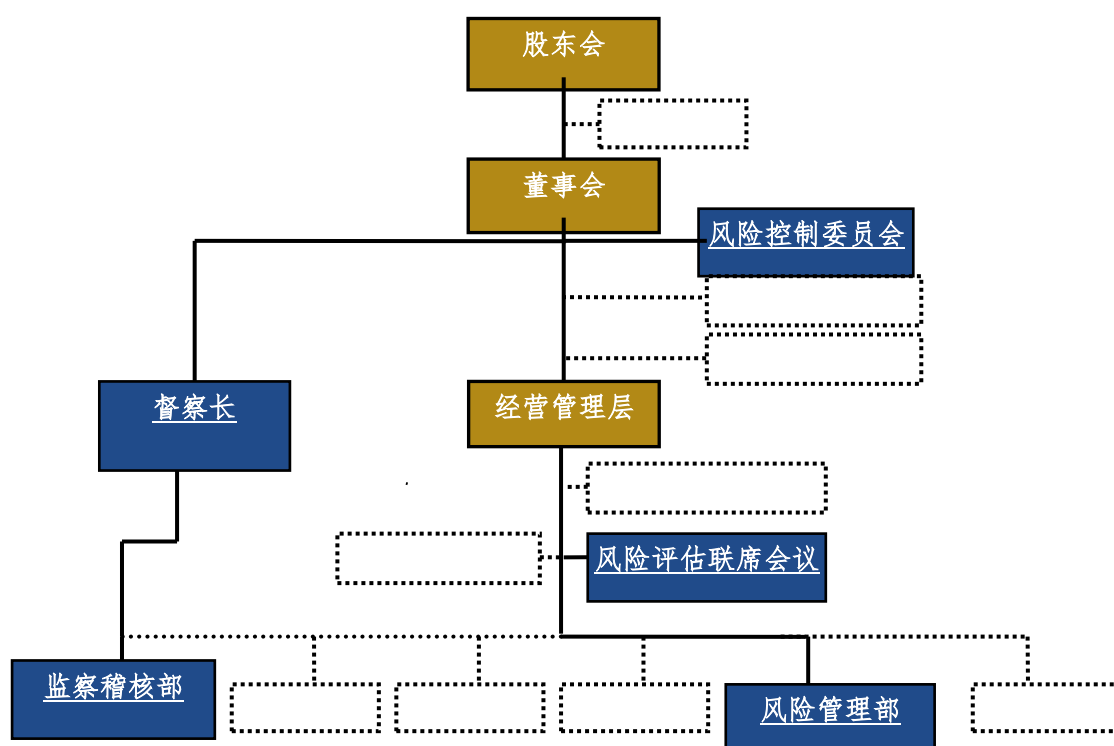 股东会
董事会
风险控制委员会
督察长
经营管理层
风险评估联席会议
监察稽核部
风险管理部